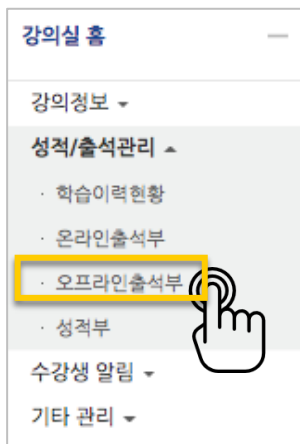 강의실 홈
강의정보
성적/출석관리
· 학습이력현황
· 온라인출석부
· 오프라인출석부
· 성적부
수강생 알림
기타 관리